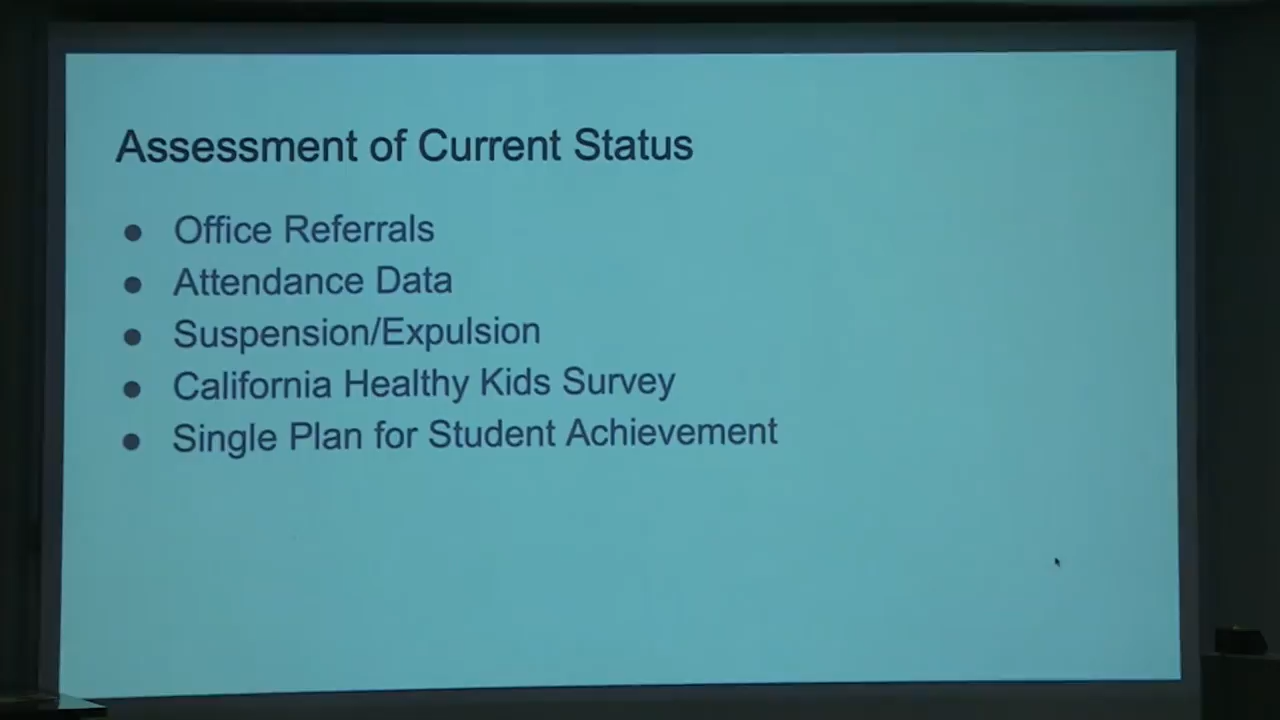 Assessment of Current Status
● Office Referrals
● Attendance Data
● Suspension/Expulsion
● California Healthy Kids Survey
● Single Plan for Student Achievement